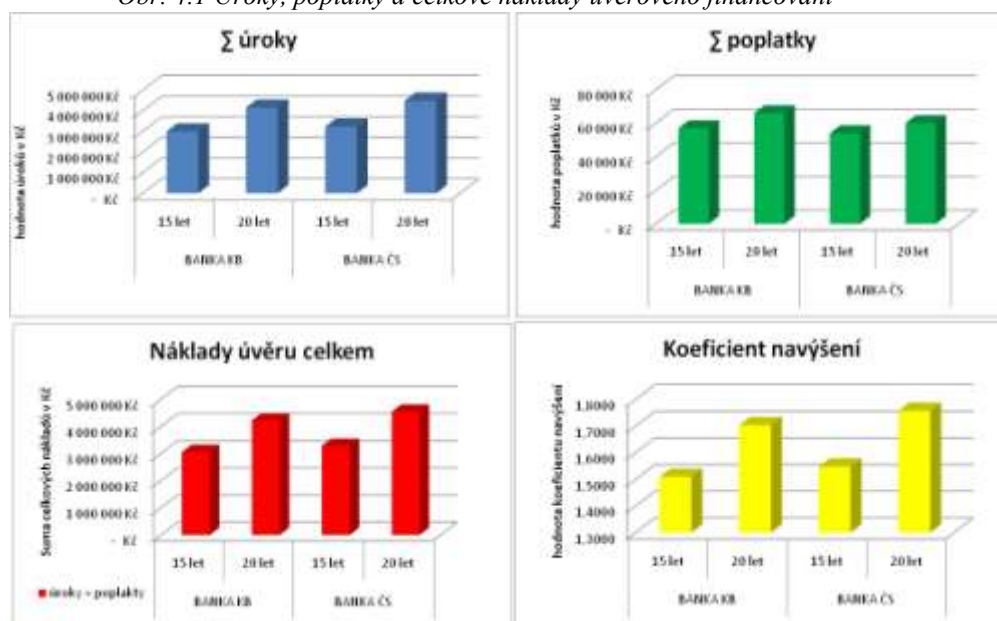 Obr. 4.1 Úroky, poplatky a celkové náklady úvěrového financování
∑ úroky
hodnota úroků v Kč
5 000 000 Kč
4 000 000 Kč
3 000 000 Kč
2 000 000 Kč
1 000 000 Kč
- Kč
15 let 20 let 15 let 20 let
BANKA KB BANKA ČS
∑ poplatky
hodnota poplatků v Kč
80 000 Kč
60 000 Kč
40 000 Kč
20 000 Kč
- Kč
15 let 20 let 15 let 20 let
BANKA KB BANKA ČS
Náklady úvěru celkem
Suma celkových nákladů v Kč
5 000 000 Kč
4 000 000 Kč
3 000 000 Kč
2 000 000 Kč
1 000 000 Kč
- Kč
15 let 20 let 15 let 20 let
BANKA KB BANKA ČS
úroky + poplakty
Koeficient navýšení
hodnota koeficientu navýšení
1.8000
1.7000
1.6000
1.5000
1.4000
1.3000
15 let 20 let 15 let 20 let
BANKA KB BANKA ČS